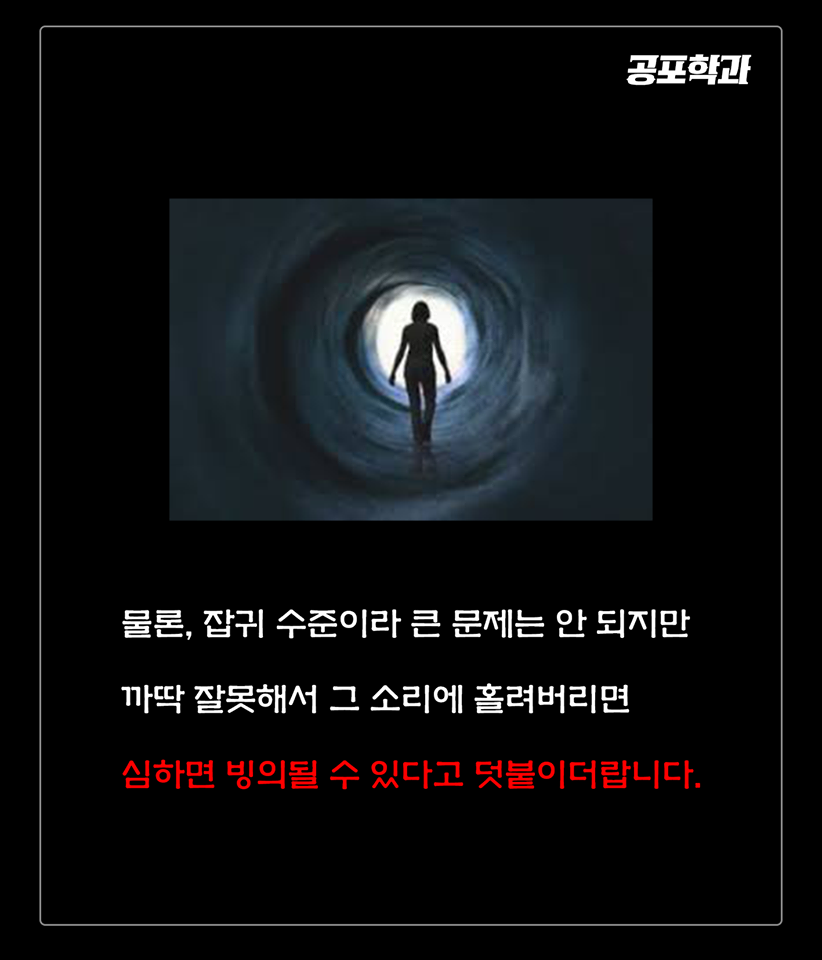 공포학과
물론, 잡귀 수준이라 큰 문제는 안 되지만
까딱 잘못해서 그 소리에 홀려버리면
심하면 빙의될 수 있다고 덧붙이더랍니다.